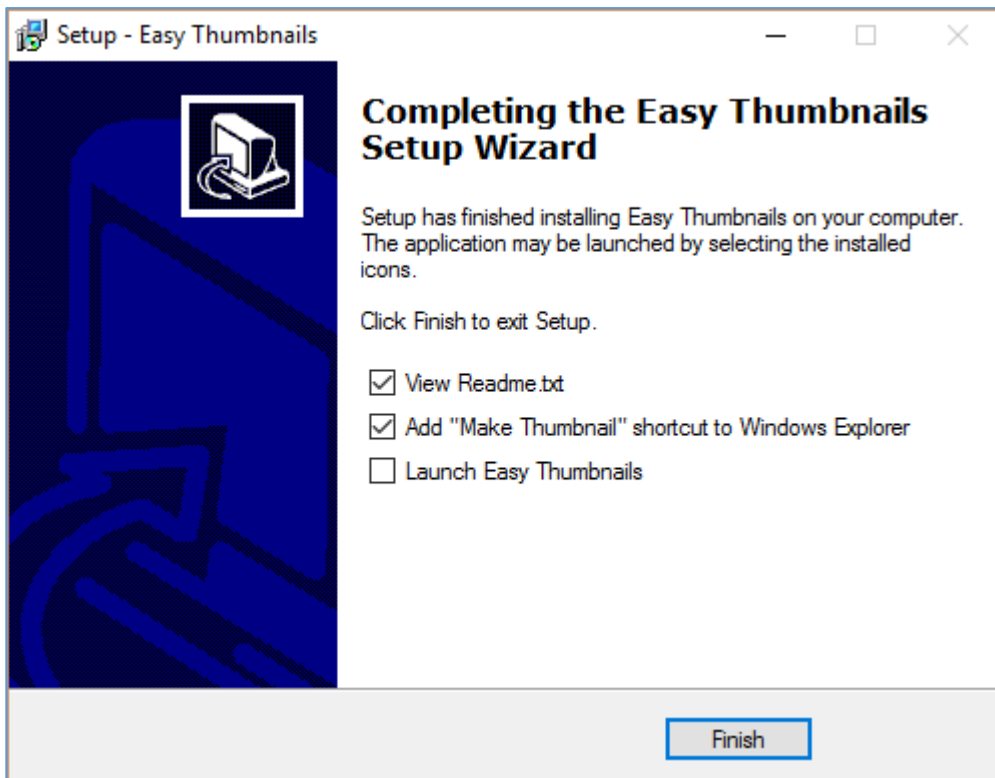 Setup - Easy Thumbnails
Completing the Easy Thumbnails
Setup Wizard
Setup has finished installing Easy Thumbnails on your computer.
The application may be launched by selecting the installed
icons.
Click Finish to exit Setup.
View Readme.txt
Add "Make Thumbnail" shortcut to Windows Explorer
Launch Easy Thumbnails
Finish